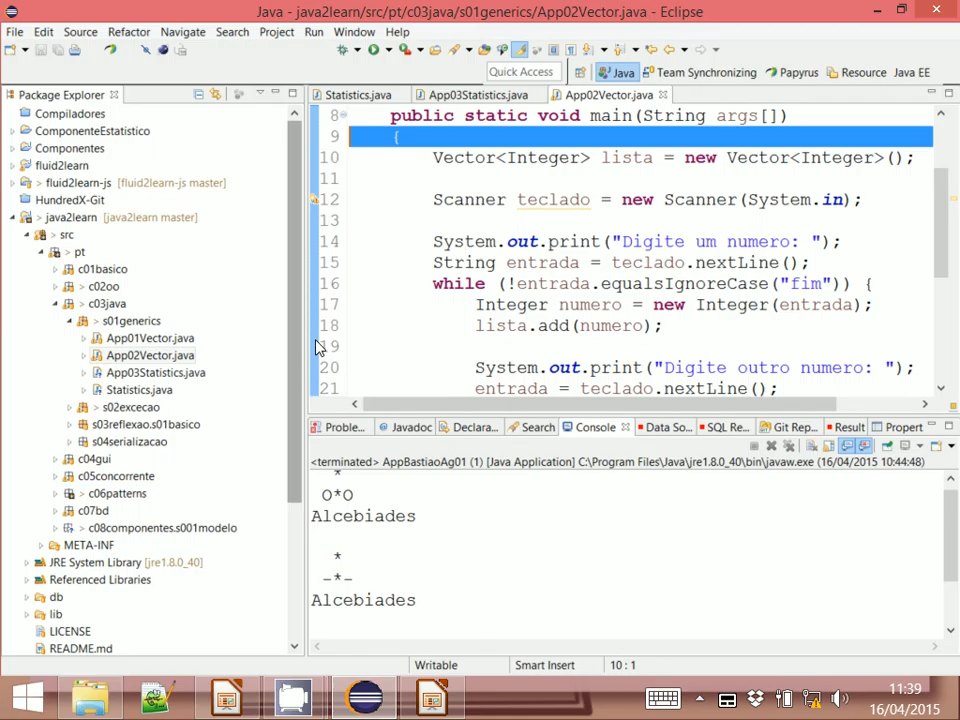 Java - java2learn/src/pt/c03java/s01generics/App02Vector.java - Eclipse
File Edit Source Refactor Navigate Search Project Run Window Help
Quick Access Java Team Synchronizing Papyrus Resource Java EE
Package Explorer
Compiladores
ComponenteEstatistico
Componentes
fluid2learn
> fluid2learn-js [fluid2learn-js master]
HundredX-Git
> java2learn [java2learn master]
> src
> pt
> c01basico
> c02oo
> c03java
> s01generics
> App01Vector.java
> App02Vector.java
> App03Statistics.java
> Statistics.java
> s02excecao
s03reflexao.s01basico
> s04serializacao
> c04gui
c05concorrente
> c06patterns
c07bd
> c08componentes.s001modelo
META-INF
JRE System Library [jre1.8.0_40]
Referenced Libraries
db
lib
LICENSE
README.md
Statistics.java App03Statistics.java App02Vector.java
8 public static void main(String args[])
9 {
10 Vector<Integer> lista = new Vector<Integer>();
11
12 Scanner teclado = new Scanner(System.in);
13
14 System.out.print("Digite um numero: ");
15 String entrada = teclado.nextLine();
16 while (!entrada.equalsIgnoreCase("fim")) {
17 Integer numero = new Integer(entrada);
18 lista.add(numero);
19
20 System.out.print("Digite outro numero: ");
21 entrada = teclado.nextLine();
Proble... Javadoc Declara... Search Console Data So... SQL Re... Git Rep... Result Propert
<terminated> AppBastiaoAg01 (1) [Java Application] C:\Program Files\Java\jre1.8.0_40\bin\javaw.exe (16/04/2015 10:44:48)
*
O*O
Alcebiades
*
-*-
Alcebiades
Writable Smart Insert 10 : 1
11:39
16/04/2015